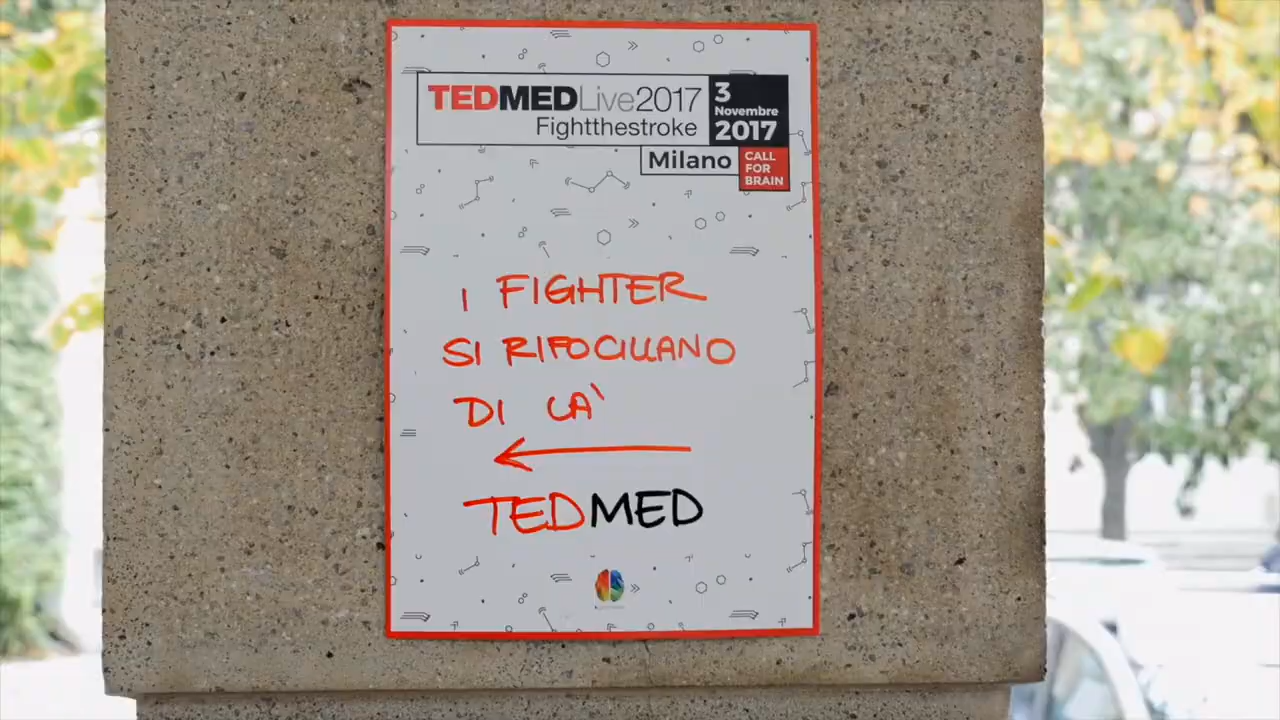 TEDMEDLive2017
Fightthestroke
3
Novembre
2017
Milano
CALL
FOR
BRAIN
I FIGHTER
SI RIFOCILLANO
DI LA'
TEDMED